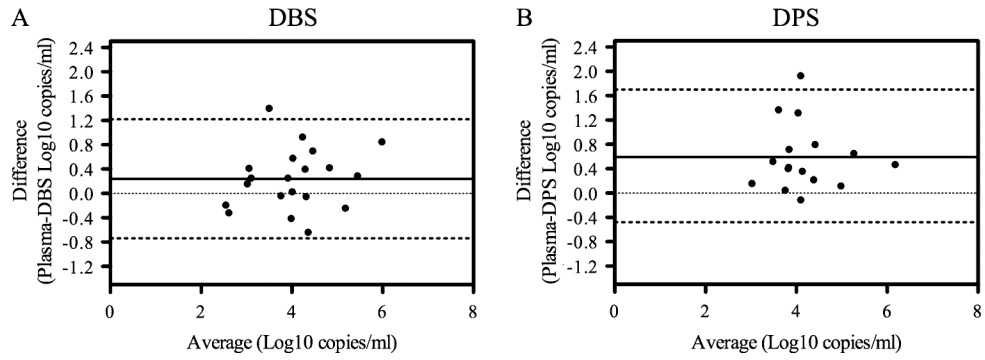 A
DBS
Difference
(Plasma-DBS Log10 copies/ml)
2.4
2.0
1.6
1.2
0.8
0.4
0.0
-0.4
-0.8
-1.2
0 2 4 6 8
Average (Log10 copies/ml)
B
DPS
Difference
(Plasma-DPS Log10 copies/ml)
2.4
2.0
1.6
1.2
0.8
0.4
0.0
-0.4
-0.8
-1.2
0 2 4 6 8
Average (Log10 copies/ml)